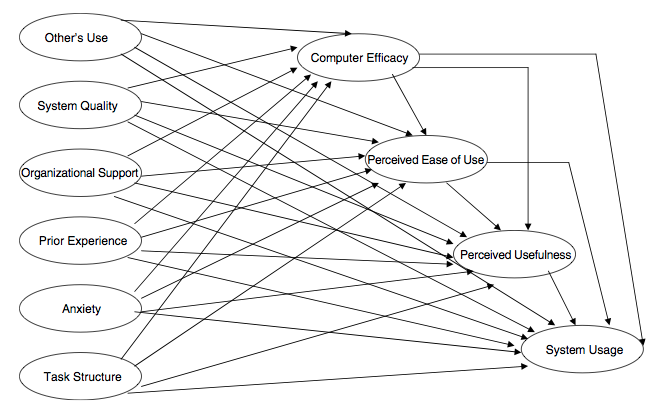 Other's Use
Computer Efficacy
System Quality
Perceived Ease of Use
Organizational Support
Prior Experience
Perceived Usefulness
Anxiety
System Usage
Task Structure